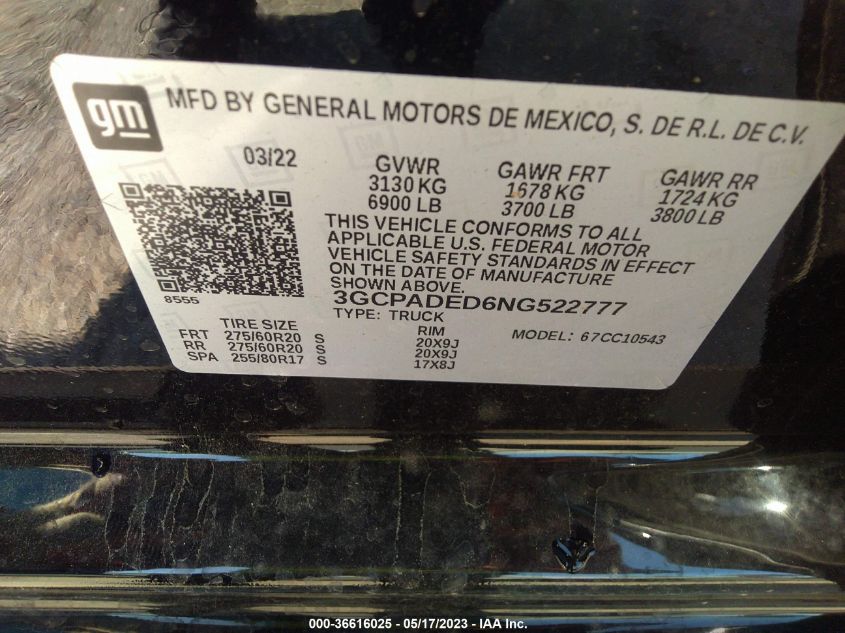 gm MFD BY GENERAL MOTORS DE MEXICO, S. DE R.L. DE C.V.
03/22 GVWR GAWR FRT GAWR RR
3130 KG 1678 KG 1724 KG
6900 LB 3700 LB 3800 LB
THIS VEHICLE CONFORMS TO ALL
APPLICABLE U.S. FEDERAL MOTOR
VEHICLE SAFETY STANDARDS IN EFFECT
ON THE DATE OF MANUFACTURE
SHOWN ABOVE.
8555 3GCPADED6NG522777
TYPE: TRUCK MODEL: 67CC10543
TIRE SIZE RIM
FRT 275/60R20 S 20X9J
RR 275/60R20 S 20X9J
SPA 255/80R17 S 17X8J
000-36616025 - 05/17/2023 - IAA Inc.